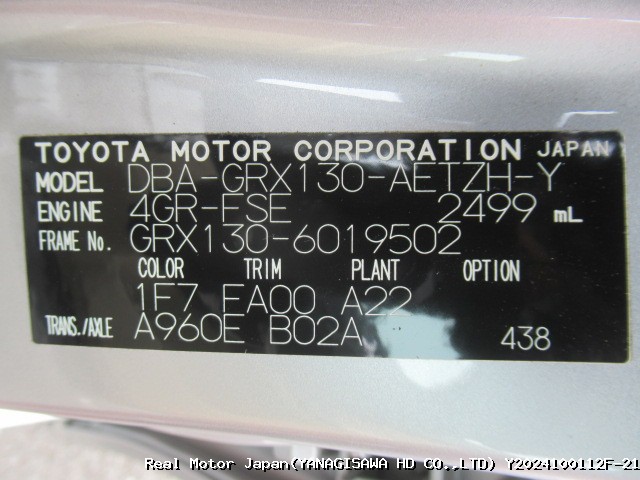 TOYOTA MOTOR CORPORATION JAPAN
MODEL DBA-GRX130-AETZH-Y
ENGINE 4GR-FSE 2499 mL
FRAME No. GRX130-6019502
COLOR TRIM PLANT OPTION
1F7 FA00 A22
TRANS./AXLE A960E B02A 438
Real Motor Japan(YANAGISAWA HD CO.,LTD) Y2024100112F-21